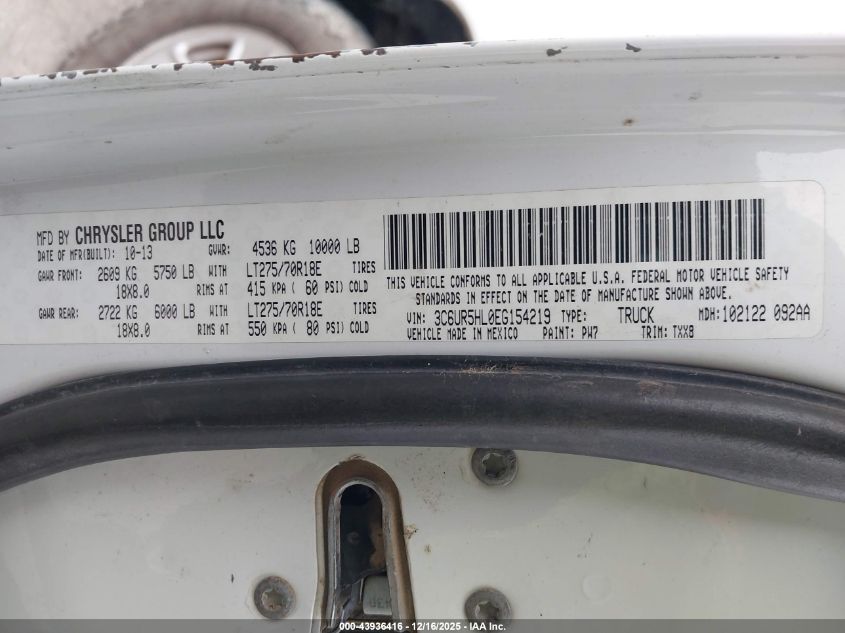 MFD BY CHRYSLER GROUP LLC
DATE OF MFR(BUILT): 10-13 GVWR: 4536 KG 10000 LB
GAWR FRONT: 2609 KG 5750 LB WITH LT275/70R18E TIRES
18X8.0 RIMS AT 415 KPA ( 60 PSI) COLD
GAWR REAR: 2722 KG 6000 LB WITH LT275/70R18E TIRES
18X8.0 RIMS AT 550 KPA ( 80 PSI) COLD
THIS VEHICLE CONFORMS TO ALL APPLICABLE U.S.A. FEDERAL MOTOR VEHICLE SAFETY
STANDARDS IN EFFECT ON THE DATE OF MANUFACTURE SHOWN ABOVE.
VIN: 3C6UR5HL0EG154219 TYPE: TRUCK MDH: 102122 092AA
VEHICLE MADE IN MEXICO PAINT: PW7 TRIM: TXX8
000-43936416 - 12/16/2025 - IAA Inc.